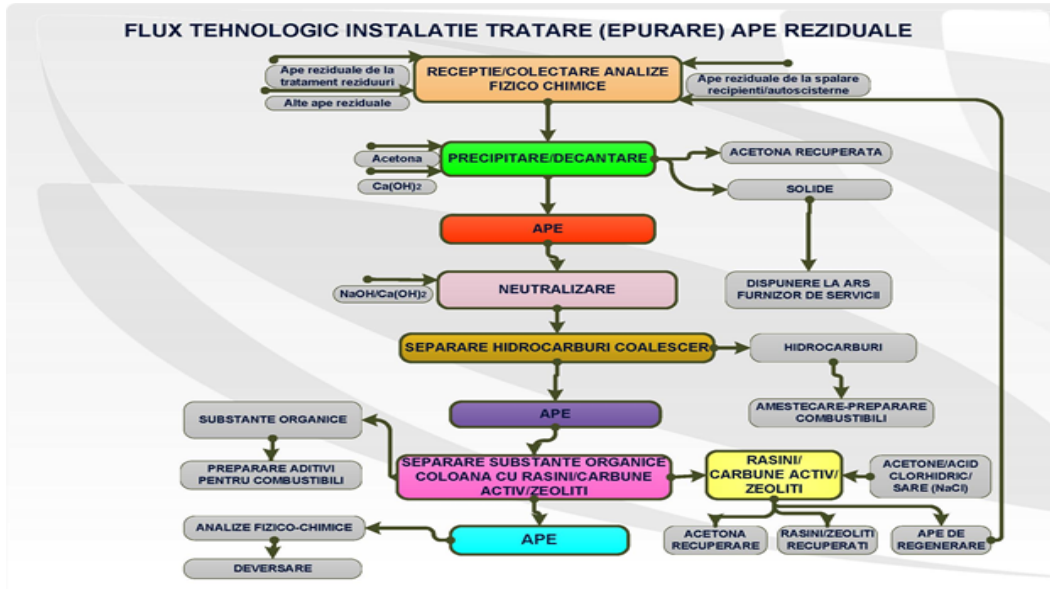 FLUX TEHNOLOGIC INSTALATIE TRATARE (EPURARE) APE REZIDUALE
Ape reziduale de la
tratament reziduuri
Alte ape reziduale
RECEPTIE/COLECTARE ANALIZE
FIZICO CHIMICE
Ape reziduale de la spalare
recipienti/autoscisterne
Acetona
Ca(OH)2
PRECIPITARE/DECANTARE
ACETONA RECUPERATA
SOLIDE
APE
DISPUNERE LA ARS
FURNIZOR DE SERVICII
NaOH/Ca(OH)2
NEUTRALIZARE
SEPARARE HIDROCARBURI COALESCER
HIDROCARBURI
APE
AMESTECARE-PREPARARE
COMBUSTIBILI
SUBSTANTE ORGANICE
PREPARARE ADITIVI
PENTRU COMBUSTIBILI
SEPARARE SUBSTANTE ORGANICE
COLOANA CU RASINI/CARBUNE
ACTIV/ZEOLITI
RASINI/
CARBUNE ACTIV/
ZEOLITI
ACETONE/ACID
CLORHIDRIC/
SARE (NaCl)
ANALIZE FIZICO-CHIMICE
DEVERSARE
APE
ACETONA
RECUPERARE
RASINI/ZEOLITI
RECUPERATI
APE DE
REGENERARE